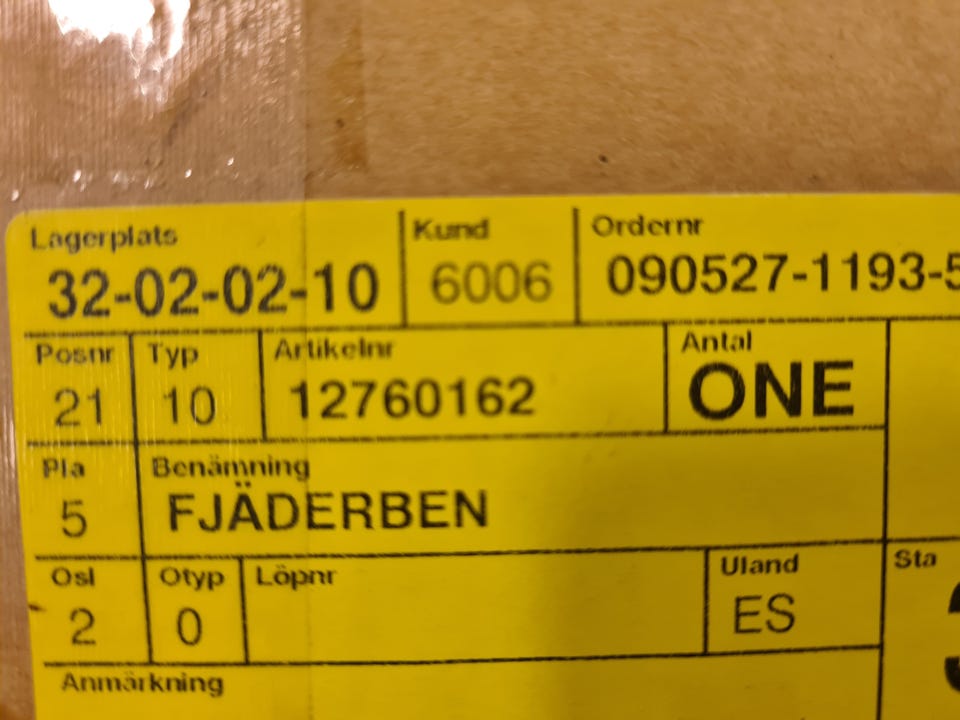 Lagerplats Kund Ordernr
32-02-02-10 6006 090527-1193-5
Posnr Typ Artikelnr Antal
21 10 12760162 ONE
Pla Benämning
5 FJÄDERBEN
Osl Otyp Löpnr Uland Sta
2 0 ES
Anmärkning